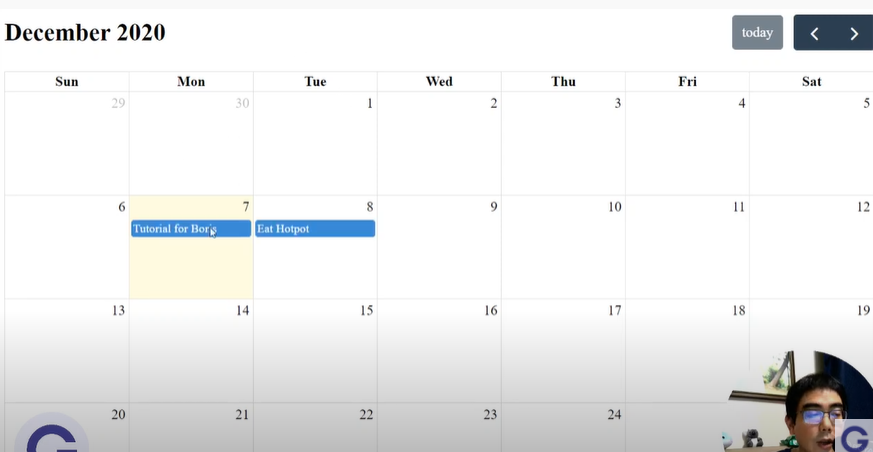 December 2020
today
Sun Mon Tue Wed Thu Fri Sat
29 30 1 2 3 4 5
6 7 8 9 10 11 12
Tutorial for Boris Eat Hotpot
13 14 15 16 17 18 19
20 21 22 23 24
G
G